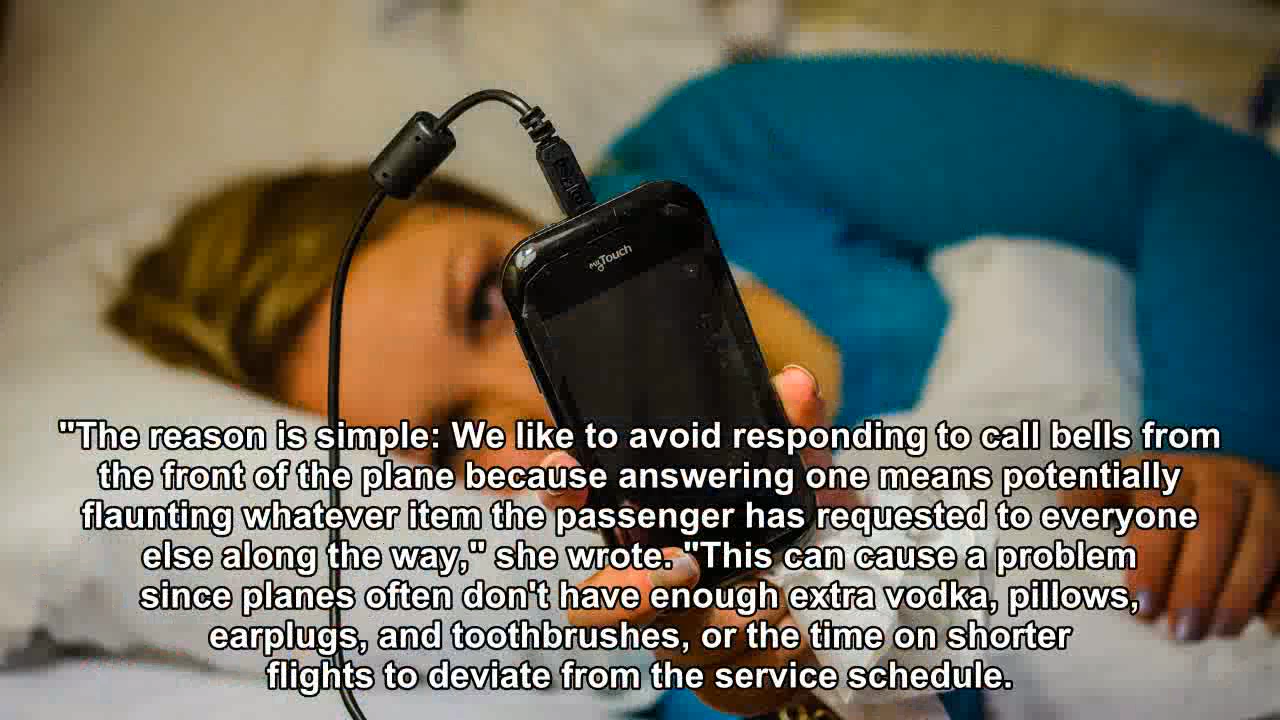 myTouch
"The reason is simple: We like to avoid responding to call bells from
the front of the plane because answering one means potentially
flaunting whatever item the passenger has requested to everyone
else along the way," she wrote. "This can cause a problem
since planes often don't have enough extra vodka, pillows,
earplugs, and toothbrushes, or the time on shorter
flights to deviate from the service schedule.